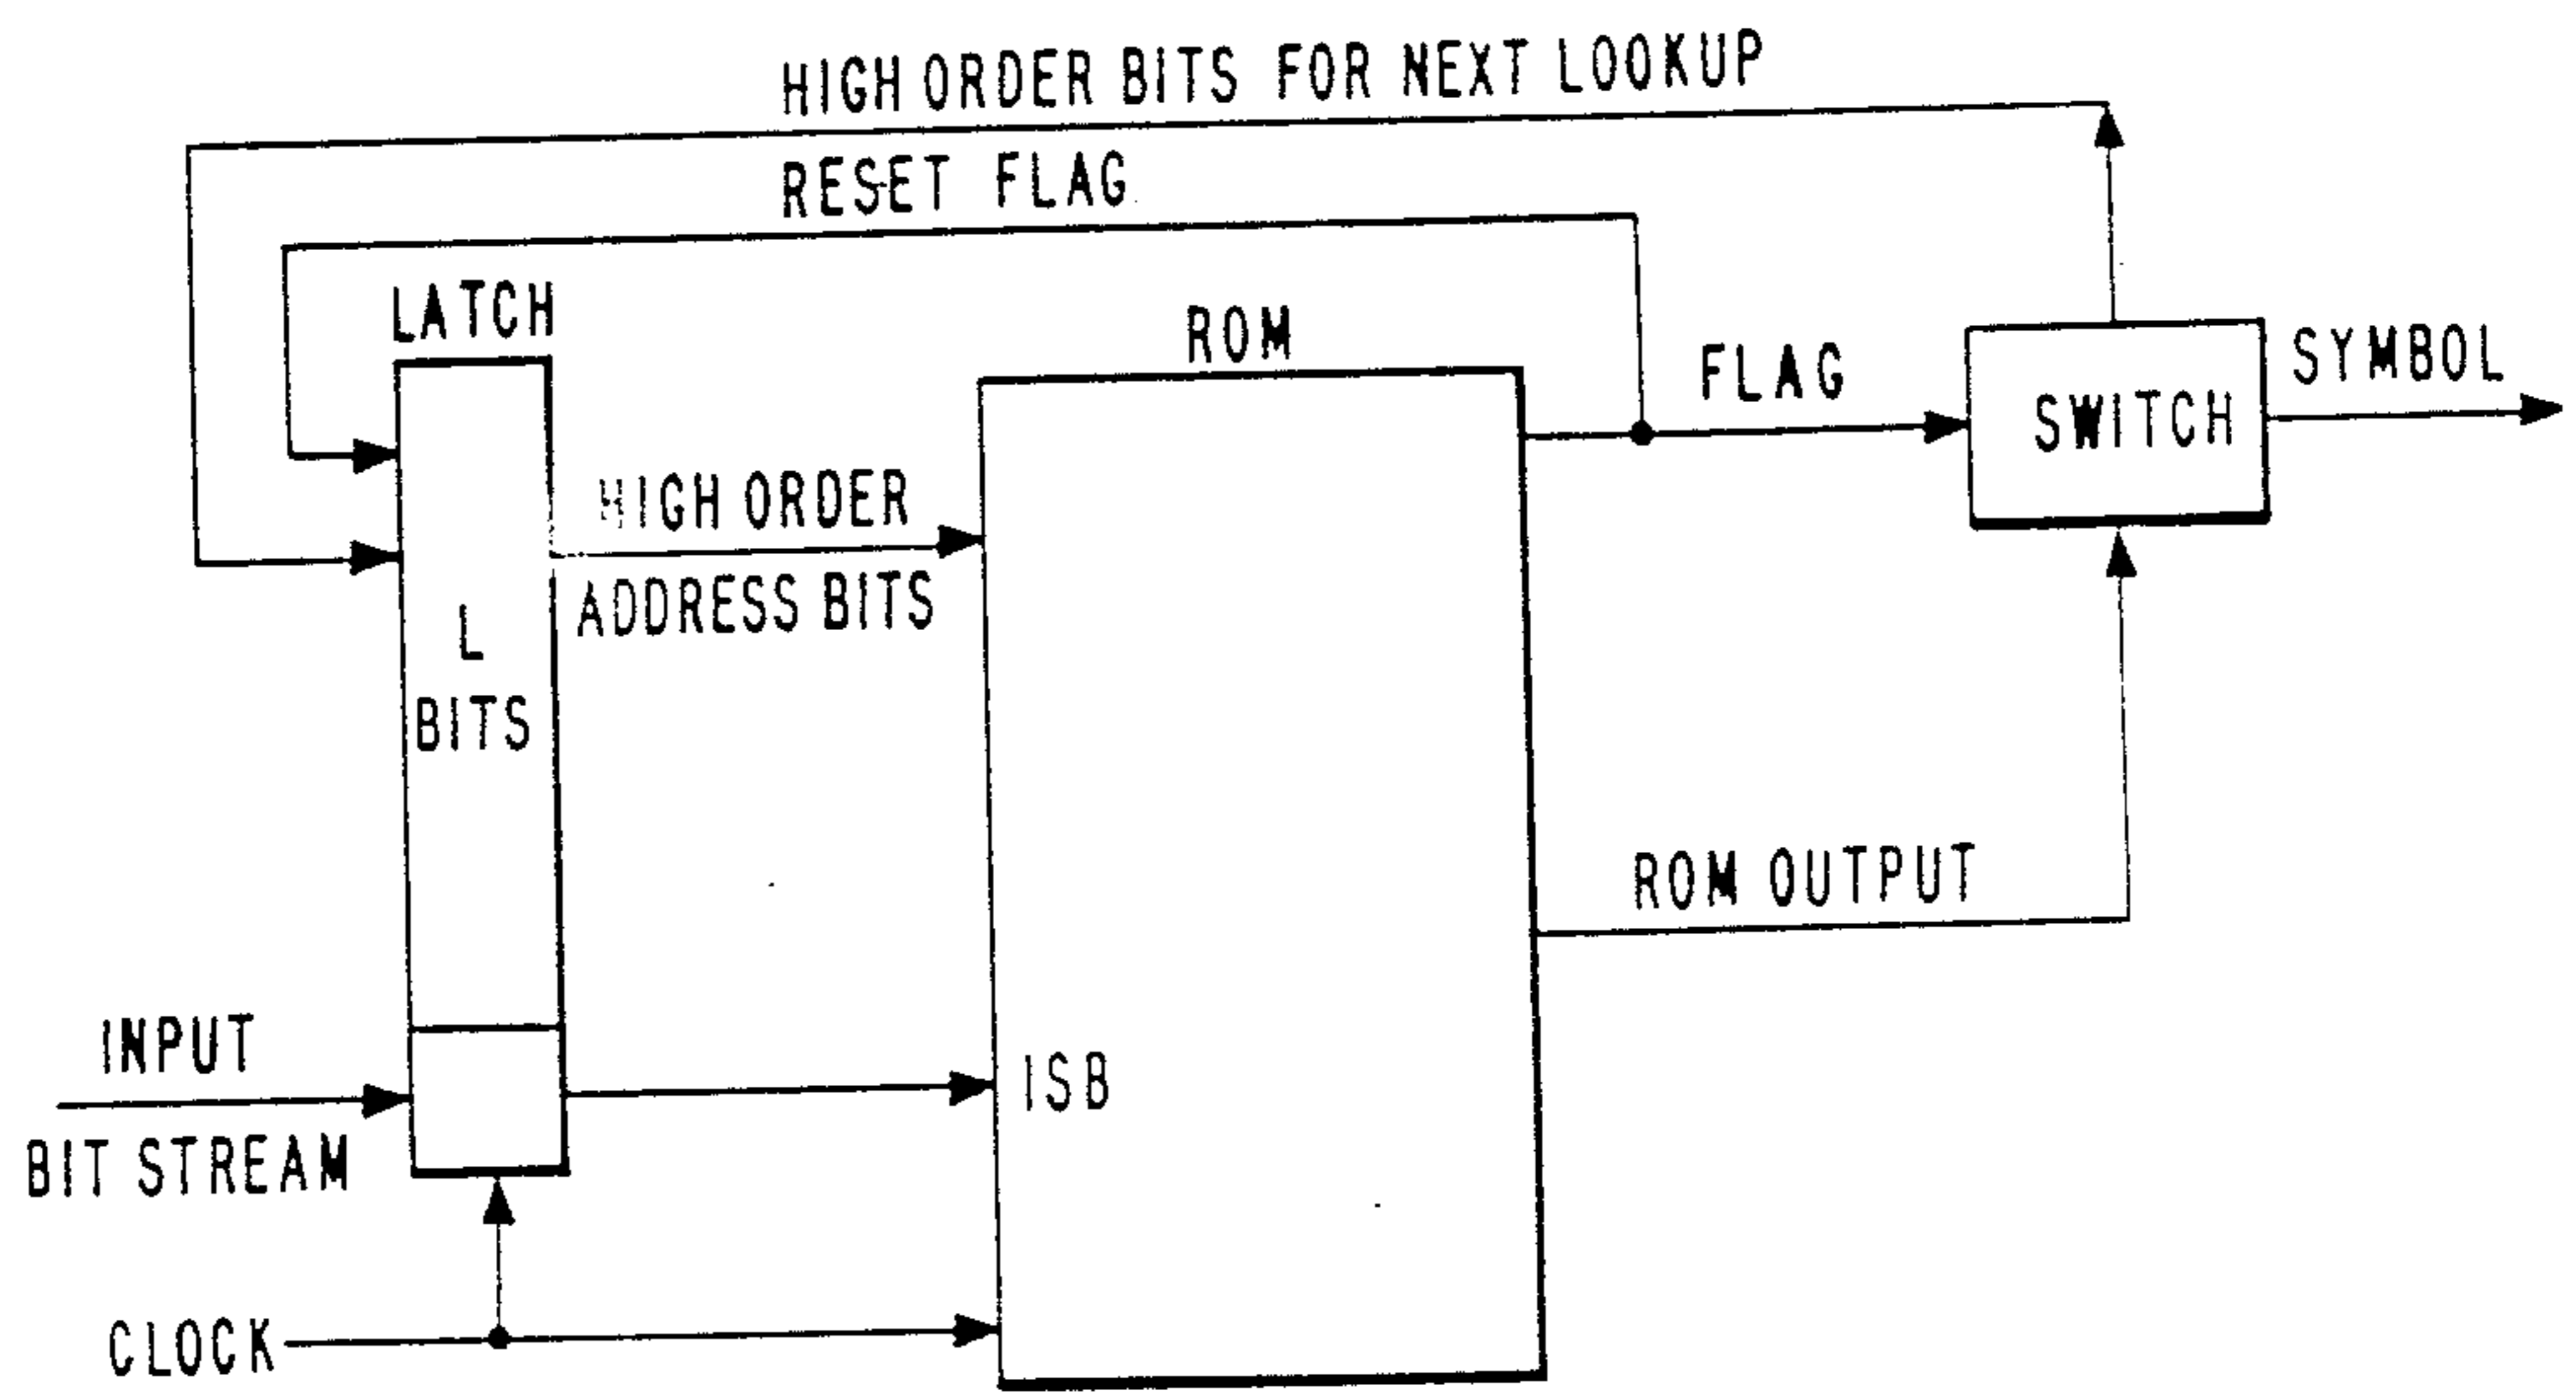 HIGH ORDER BITS FOR NEXT LOOKUP
RESET FLAG
LATCH
ROM
FLAG
SYMBOL
SWITCH
HIGH ORDER
ADDRESS BITS
L
BITS
ROM OUTPUT
INPUT
BIT STREAM
ISB
CLOCK